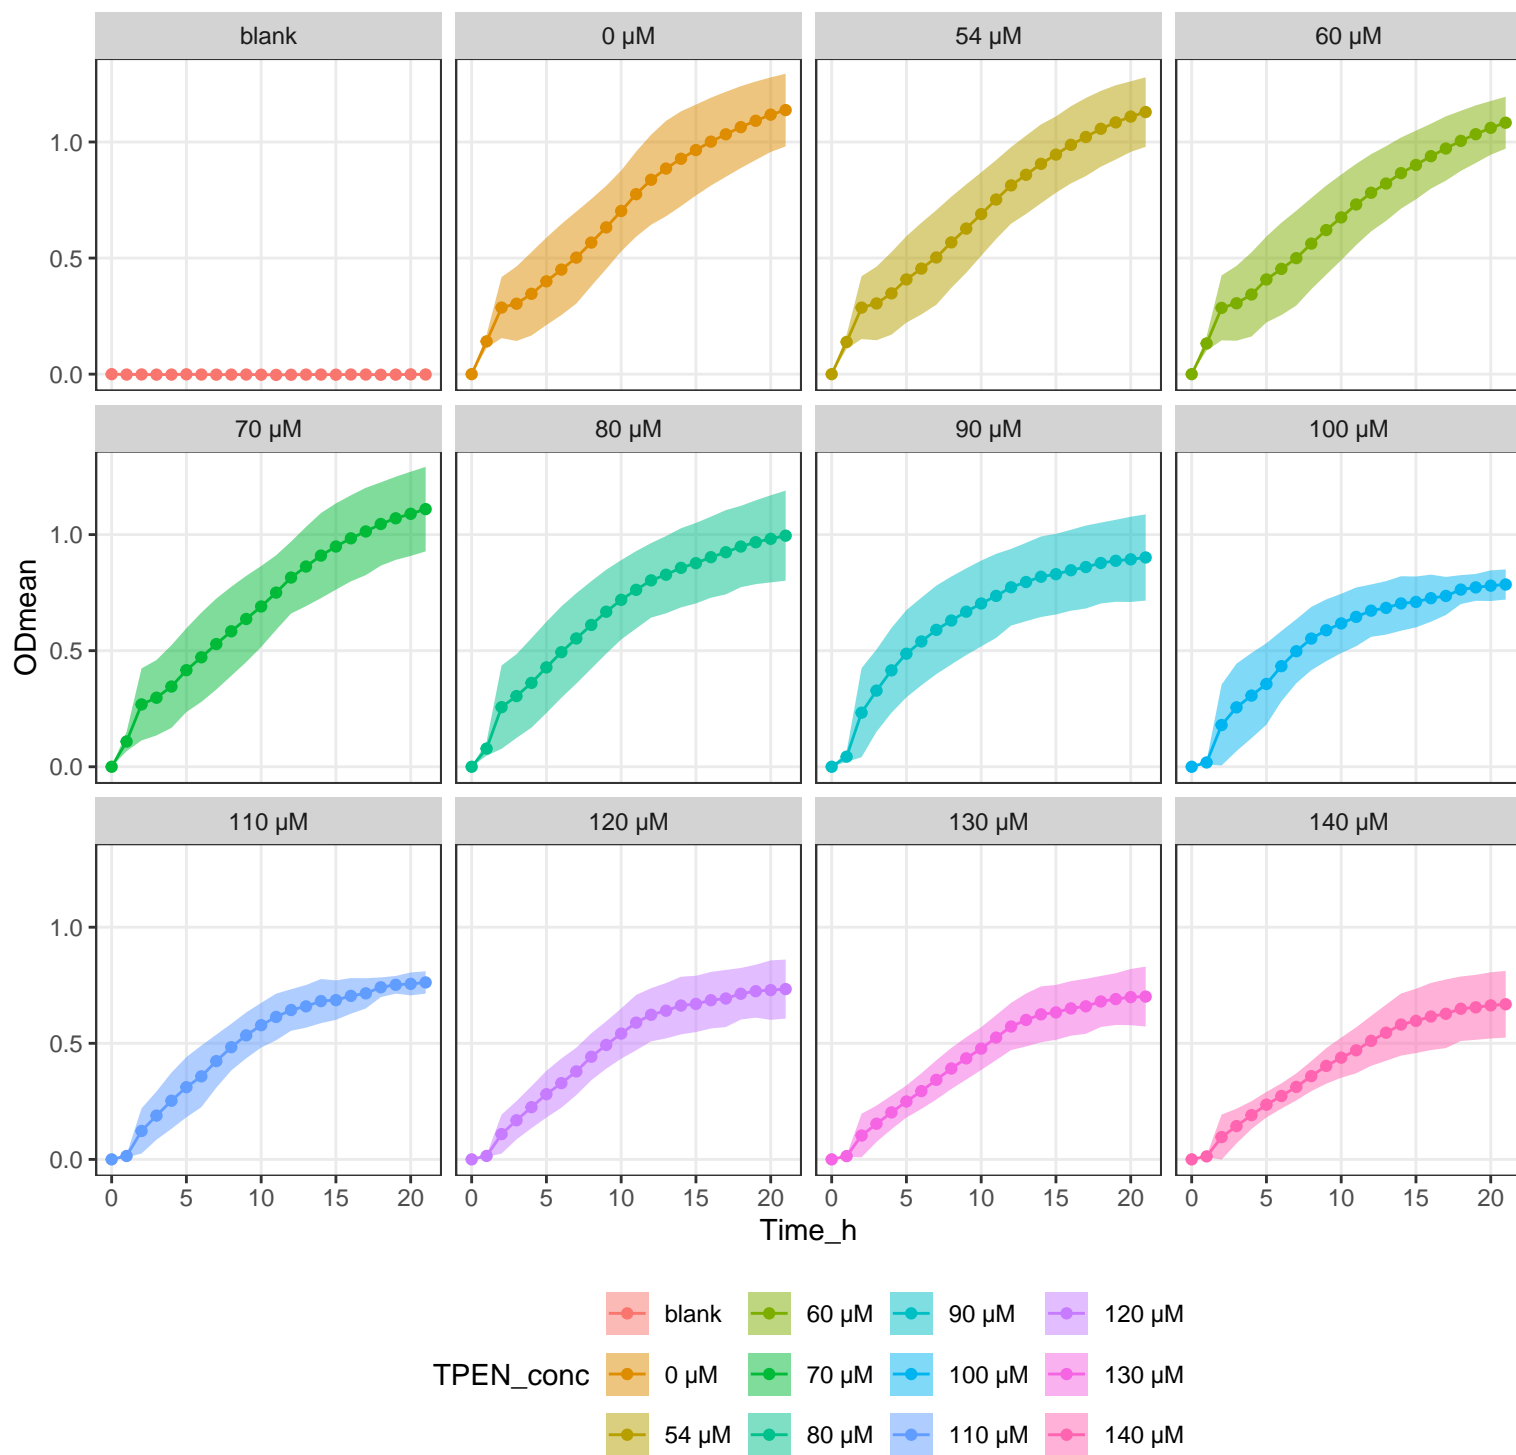 blank 0 µM 54 µM 60 µM
1.0
0.5
0.0
70 µM 80 µM 90 µM 100 µM
1.0
0.5
0.0
ODmean
110 µM 120 µM 130 µM 140 µM
1.0
0.5
0.0
0 5 10 15 20 0 5 10 15 20 0 5 10 15 20 0 5 10 15 20
Time_h
TPEN_conc
blank 60 µM 90 µM 120 µM
0 µM 70 µM 100 µM 130 µM
54 µM 80 µM 110 µM 140 µM